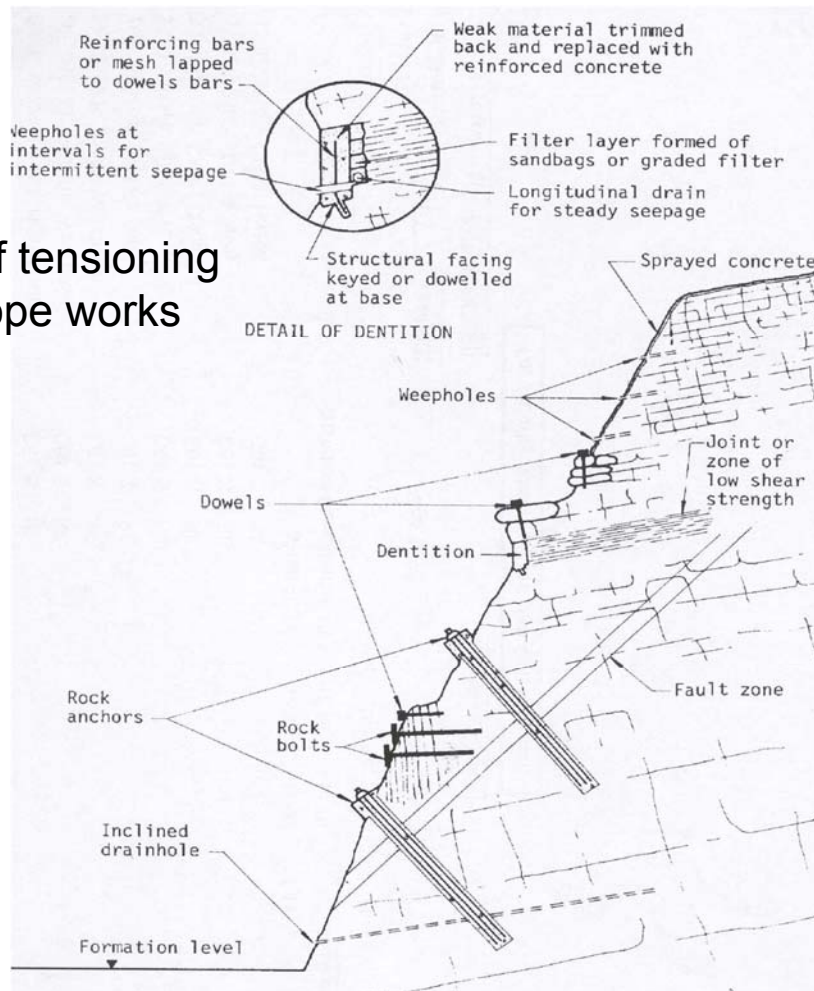 Reinforcing bars
or mesh lapped
to dowels bars
Weak material trimmed
back and replaced with
reinforced concrete
Weepholes at
intervals for
intermittent seepage
Filter layer formed of
sandbags or graded filter
Longitudinal drain
for steady seepage
f tensioning
ope works
Structural facing
keyed or dowelled
at base
DETAIL OF DENTITION
Sprayed concrete
Weepholes
Joint or
zone of
low shear
strength
Dowels
Dentition
Fault zone
Rock
anchors
Rock
bolts
Inclined
drainhole
Formation level